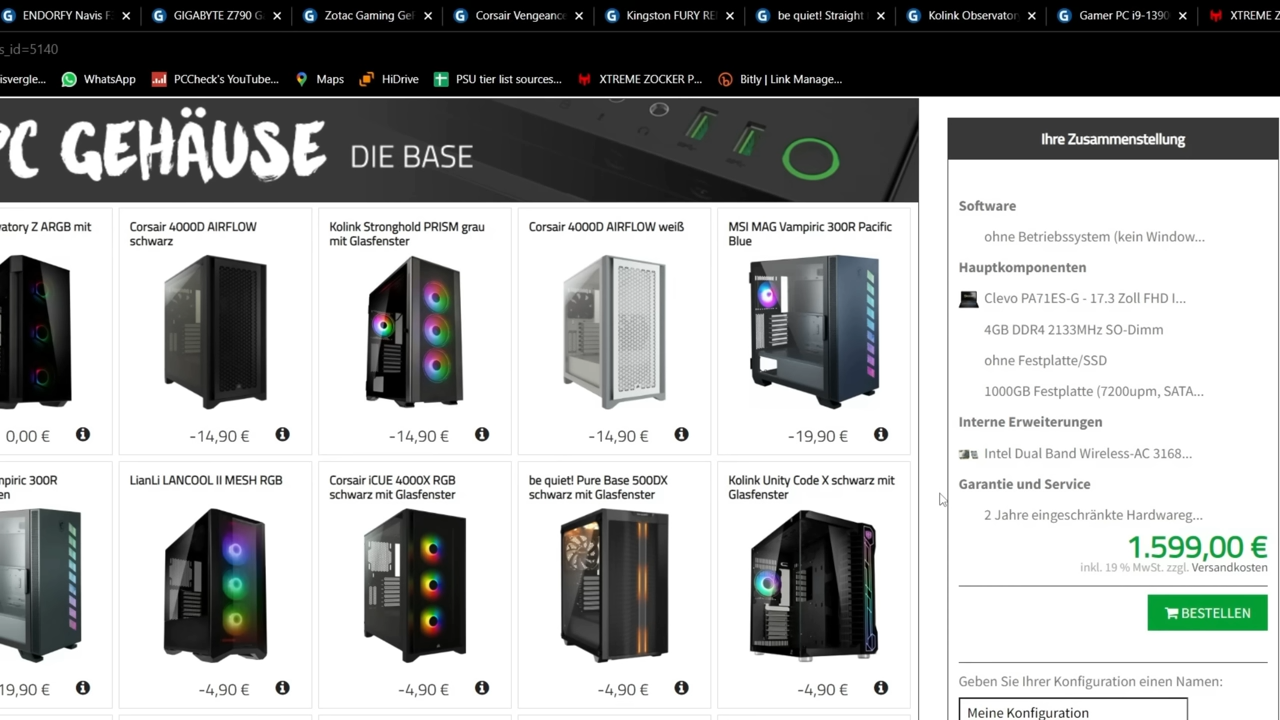 ENDORFY Navis F
GIGABYTE Z790 G
Zotac Gaming Ge
Corsair Vengeanc
Kingston FURY RE
be quiet! Straight
Kolink Observator
Gamer PC i9-1390
XTREME Z
s_id=5140
isvergle...
WhatsApp
PCCheck's YouTube...
Maps
HiDrive
PSU tier list sources...
XTREME ZOCKER P...
Bitly | Link Manage...
PC GEHÄUSE DIE BASE
vatory Z ARGB mit
0,00 €
Corsair 4000D AIRFLOW
schwarz
-14,90 €
Kolink Stronghold PRISM grau
mit Glasfenster
-14,90 €
Corsair 4000D AIRFLOW weiß
-14,90 €
MSI MAG Vampiric 300R Pacific
Blue
-19,90 €
mpiric 300R
en
19,90 €
LianLi LANCOOL II MESH RGB
-4,90 €
Corsair iCUE 4000X RGB
schwarz mit Glasfenster
-4,90 €
be quiet! Pure Base 500DX
schwarz mit Glasfenster
-4,90 €
Kolink Unity Code X schwarz mit
Glasfenster
-4,90 €
Ihre Zusammenstellung
Software
ohne Betriebssystem (kein Window...
Hauptkomponenten
Clevo PA71ES-G - 17.3 Zoll FHD I...
4GB DDR4 2133MHz SO-Dimm
ohne Festplatte/SSD
1000GB Festplatte (7200upm, SATA...
Interne Erweiterungen
Intel Dual Band Wireless-AC 3168...
Garantie und Service
2 Jahre eingeschränkte Hardwareg...
1.599,00 €
inkl. 19 % MwSt. zzgl. Versandkosten
BESTELLEN
Geben Sie Ihrer Konfiguration einen Namen:
Meine Konfiguration